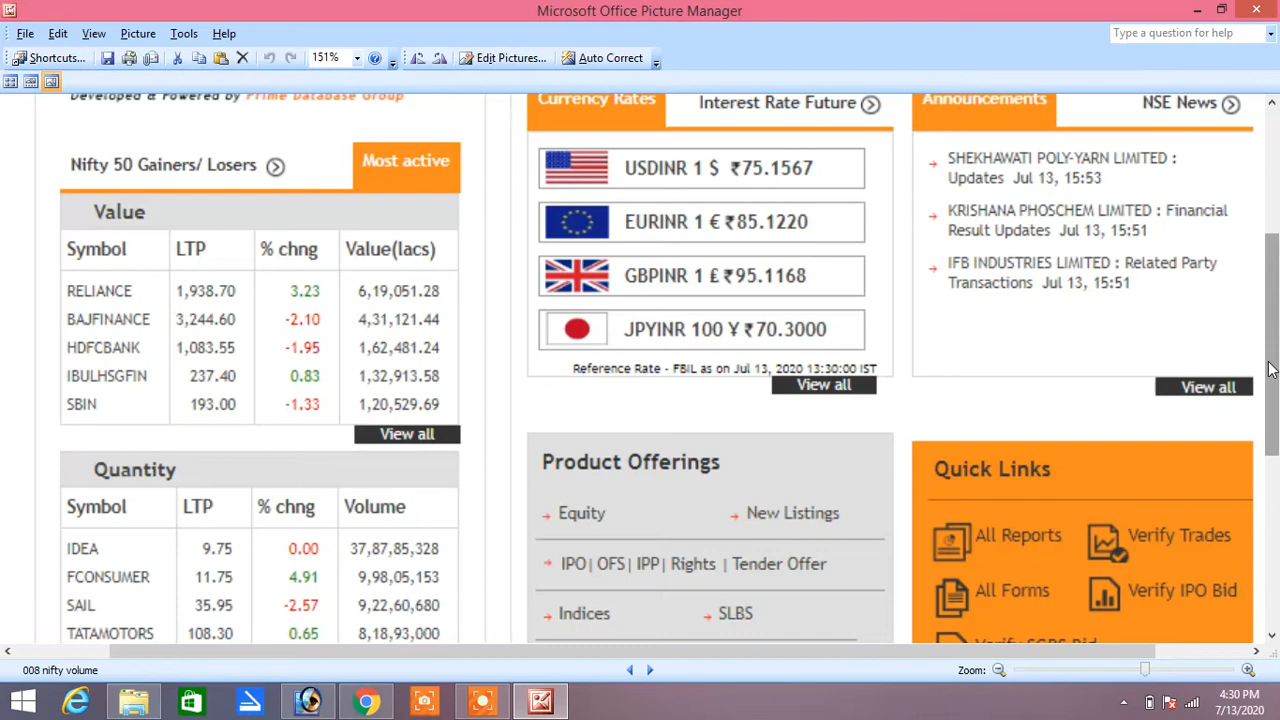 Microsoft Office Picture Manager
File Edit View Picture Tools Help
Type a question for help
Shortcuts... 151% Edit Pictures... Auto Correct
Developed & Powered by Prime Database Group
Nifty 50 Gainers/ Losers Most active
Value
Symbol LTP % chng Value(lacs)
RELIANCE 1,938.70 3.23 6,19,051.28
BAJFINANCE 3,244.60 -2.10 4,31,121.44
HDFCBANK 1,083.55 -1.95 1,62,481.24
IBULHSGFIN 237.40 0.83 1,32,913.58
SBIN 193.00 -1.33 1,20,529.69
View all
Quantity
Symbol LTP % chng Volume
IDEA 9.75 0.00 37,87,85,328
FCONSUMER 11.75 4.91 9,98,05,153
SAIL 35.95 -2.57 9,22,60,680
TATAMOTORS 108.30 0.65 8,18,93,000
Currency Rates Interest Rate Future
USDINR 1 $ ₹75.1567
EURINR 1 € ₹85.1220
GBPINR 1 £ ₹95.1168
JPYINR 100 ¥ ₹70.3000
Reference Rate - FBIL as on Jul 13, 2020 13:30:00 IST
View all
Product Offerings
Equity New Listings
IPO| OFS| IPP| Rights | Tender Offer
Indices SLBS
Announcements NSE News
SHEKHAWATI POLY-YARN LIMITED :
Updates Jul 13, 15:53
KRISHANA PHOSCHEM LIMITED : Financial
Result Updates Jul 13, 15:51
IFB INDUSTRIES LIMITED : Related Party
Transactions Jul 13, 15:51
View all
Quick Links
All Reports Verify Trades
All Forms Verify IPO Bid
Verify SGBS Bid
008 nifty volume
Zoom:
4:30 PM
7/13/2020